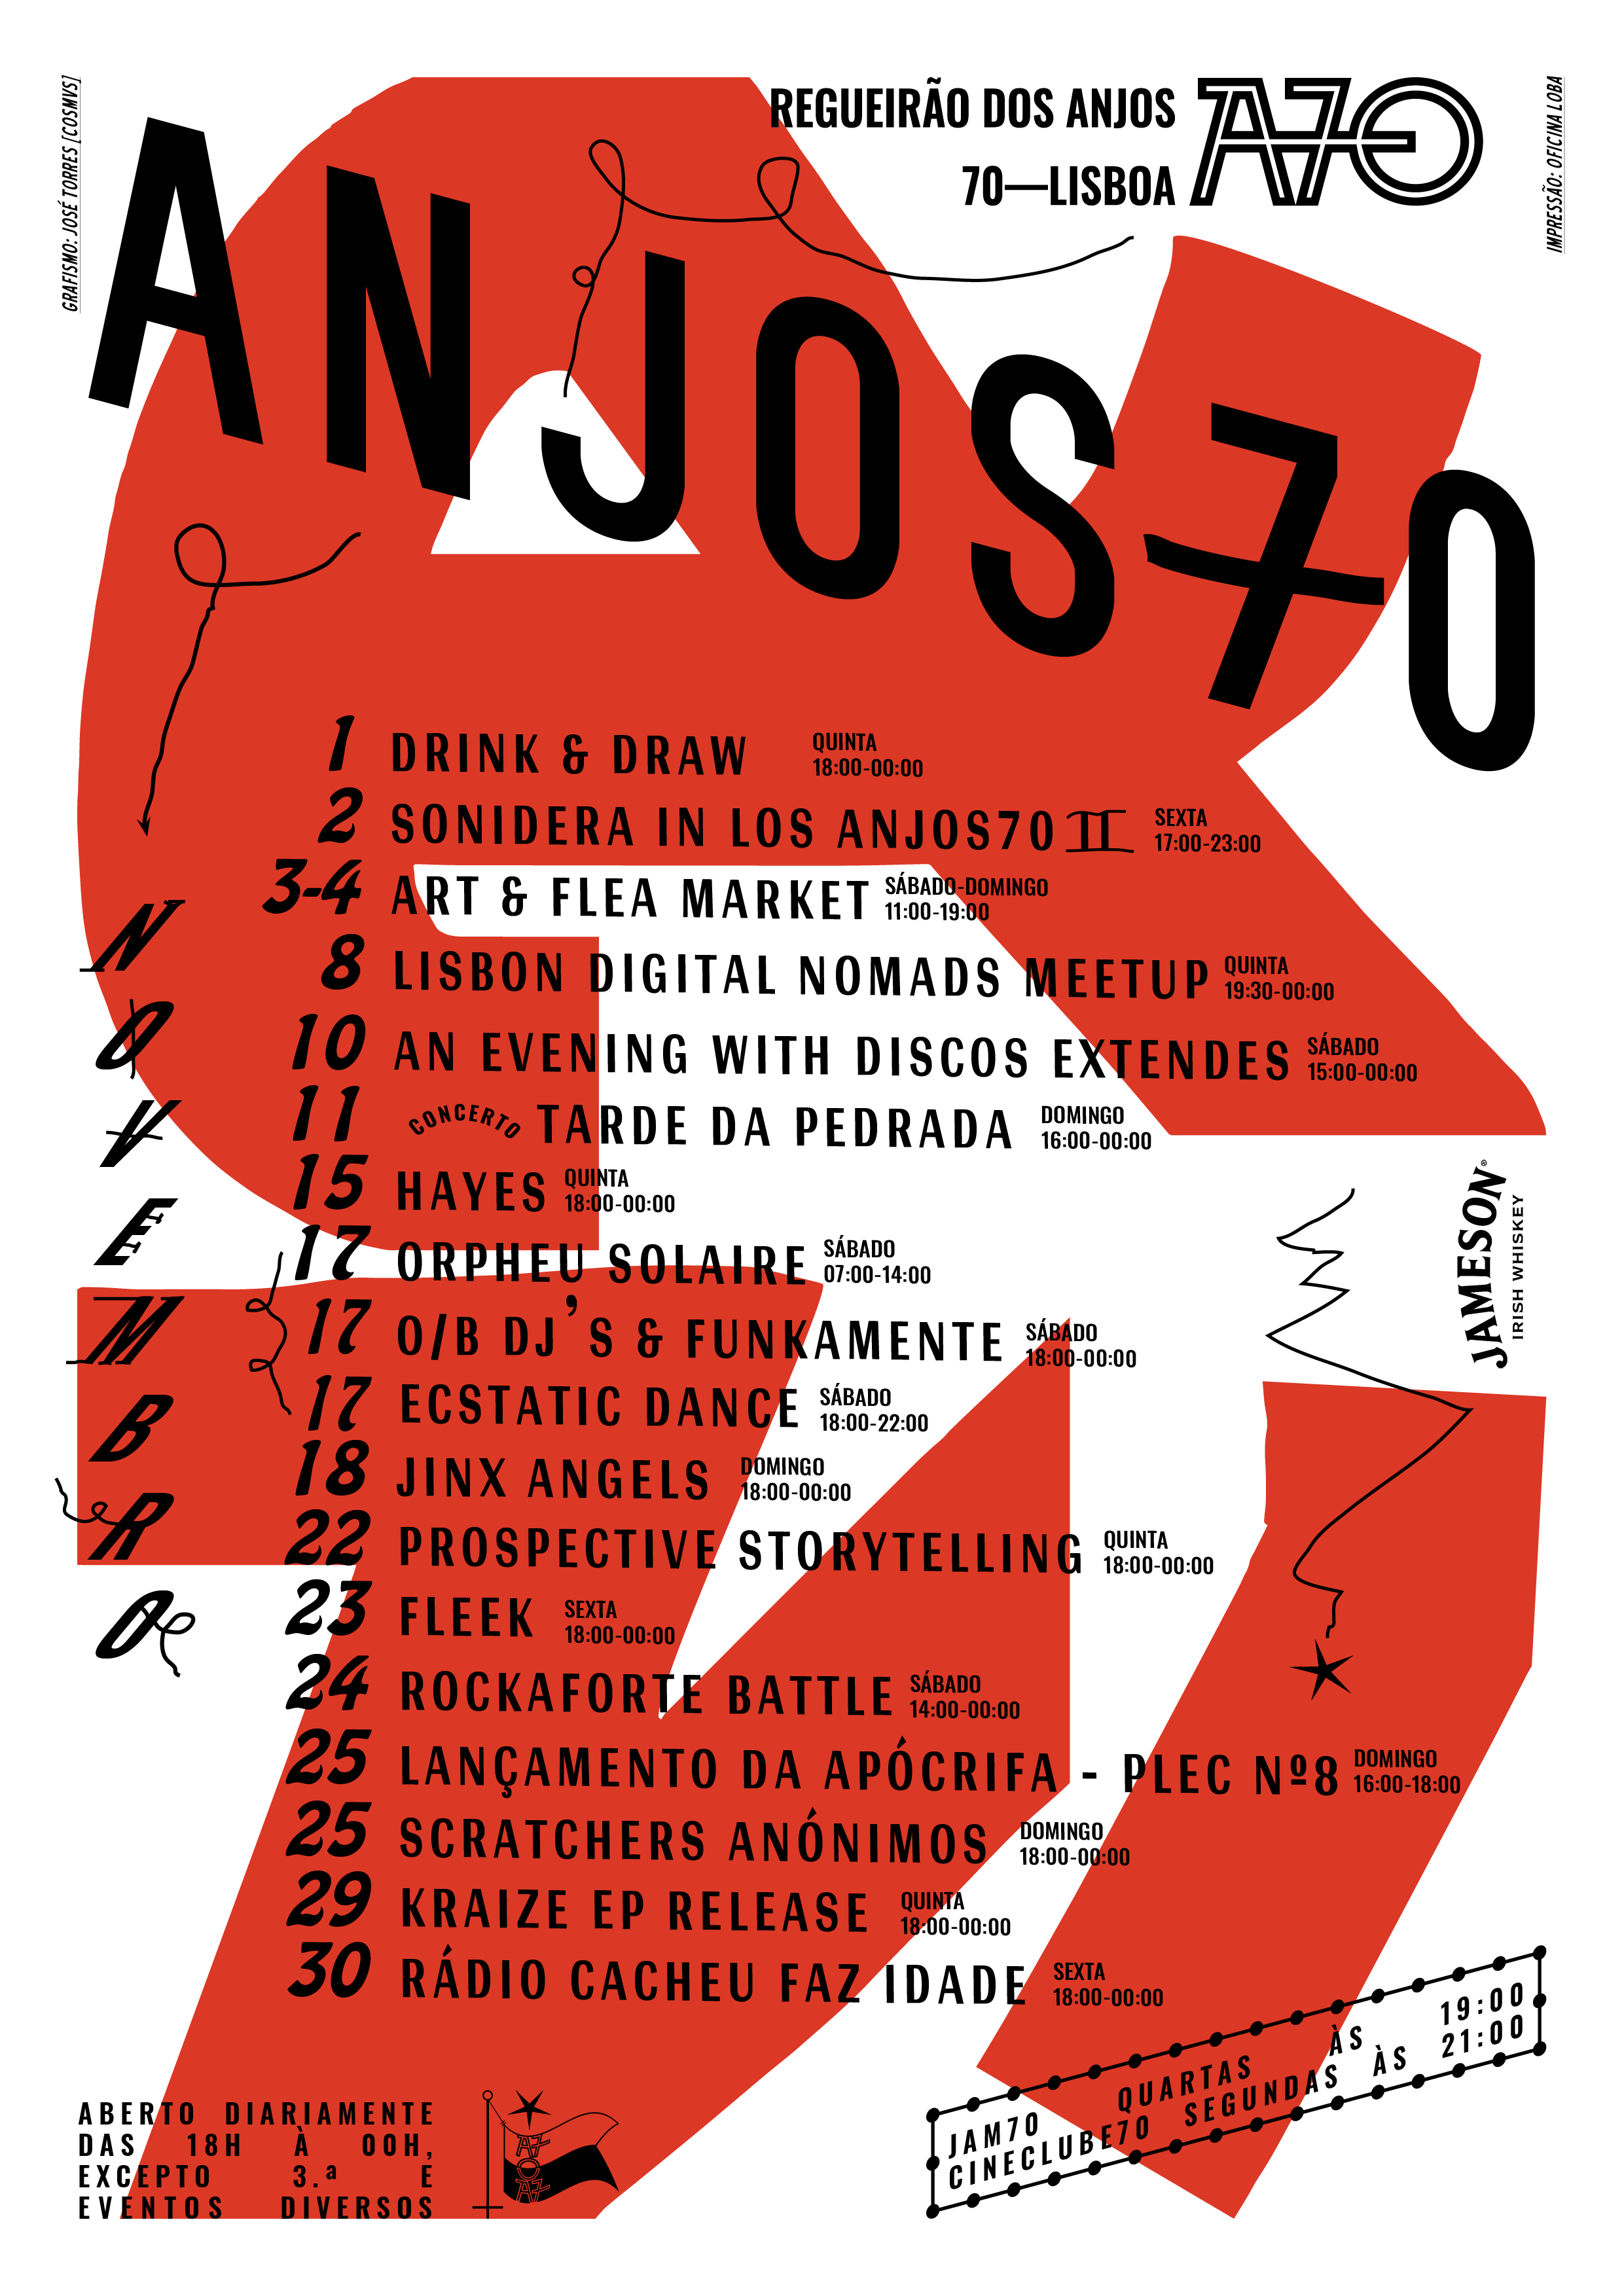 GRAFISMO: JOSÉ TORRES [COSMVS]
REGUEIRÃO DOS ANJOS
70—LISBOA
A70
IMPRESSÃO: OFICINA LOBA
ANJOS70
NOVEMBRO
1 DRINK & DRAW QUINTA 18:00-00:00
2 SONIDERA IN LOS ANJOS70 II SEXTA 17:00-23:00
3-4 ART & FLEA MARKET SÁBADO-DOMINGO 11:00-19:00
8 LISBON DIGITAL NOMADS MEETUP QUINTA 19:30-00:00
10 AN EVENING WITH DISCOS EXTENDES SÁBADO 15:00-00:00
11 CONCERTO TARDE DA PEDRADA DOMINGO 16:00-00:00
15 HAYES QUINTA 18:00-00:00
17 ORPHEU SOLAIRE SÁBADO 07:00-14:00
17 O/B DJ'S & FUNKAMENTE SÁBADO 18:00-00:00
17 ECSTATIC DANCE SÁBADO 18:00-22:00
18 JINX ANGELS DOMINGO 18:00-00:00
22 PROSPECTIVE STORYTELLING QUINTA 18:00-00:00
23 FLEEK SEXTA 18:00-00:00
24 ROCKAFORTE BATTLE SÁBADO 14:00-00:00
25 LANÇAMENTO DA APÓCRIFA - PLEC Nº8 DOMINGO 16:00-18:00
25 SCRATCHERS ANÓNIMOS DOMINGO 18:00-00:00
29 KRAIZE EP RELEASE QUINTA 18:00-00:00
30 RÁDIO CACHEU FAZ IDADE SEXTA 18:00-00:00
JAMESON®
IRISH WHISKEY
ABERTO DIARIAMENTE
DAS 18H À 00H,
EXCEPTO 3.ª E
EVENTOS DIVERSOS
A7
O
A7
JAM70 QUARTAS ÀS 19:00
CINECLUBE70 SEGUNDAS ÀS 21:00